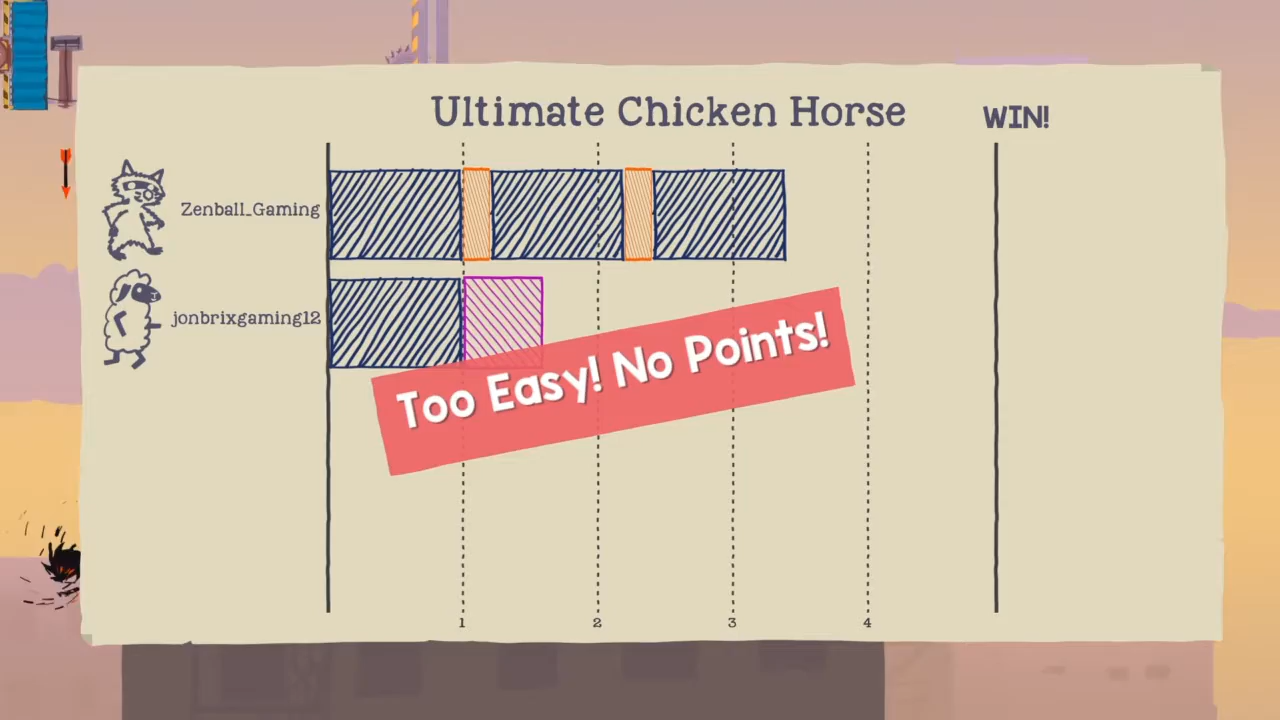 Ultimate Chicken Horse
WIN!
Zenball_Gaming
jonbrixgaming12
Too Easy! No Points!
1 2 3 4